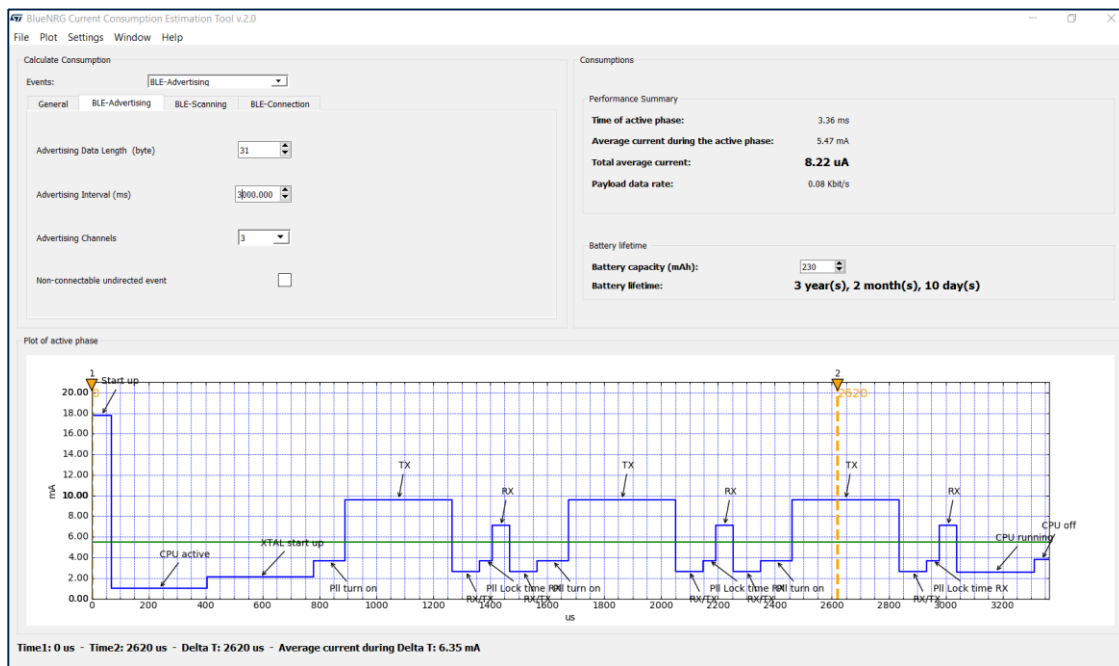 BlueNRG Current Consumption Estimation Tool v.2.0
File Plot Settings Window Help
Calculate Consumption
Events: BLE-Advertising
General BLE-Advertising BLE-Scanning BLE-Connection
Advertising Data Length (byte) 31
Advertising Interval (ms) 3000.000
Advertising Channels 3
Non-connectable undirected event
Consumptions
Performance Summary
Time of active phase: 3.36 ms
Average current during the active phase: 5.47 mA
Total average current: 8.22 uA
Payload data rate: 0.08 Kbit/s
Battery lifetime
Battery capacity (mAh): 230
Battery lifetime: 3 year(s), 2 month(s), 10 day(s)
Plot of active phase
1 2
Start up
0 2620
20.00
18.00
16.00
14.00
12.00
10.00
8.00
6.00
4.00
2.00
0.00
mA
TX TX TX
RX RX RX
CPU active XTAL start up CPU running CPU off
Pll turn on Pll Lock time RX Pll turn on Pll Lock time RX Pll turn on Pll Lock time RX
RX/TX RX/TX RX/TX RX/TX RX/TX
0 200 400 600 800 1000 1200 1400 1600 1800 2000 2200 2400 2600 2800 3000 3200
us
Time1: 0 us - Time2: 2620 us - Delta T: 2620 us - Average current during Delta T: 6.35 mA